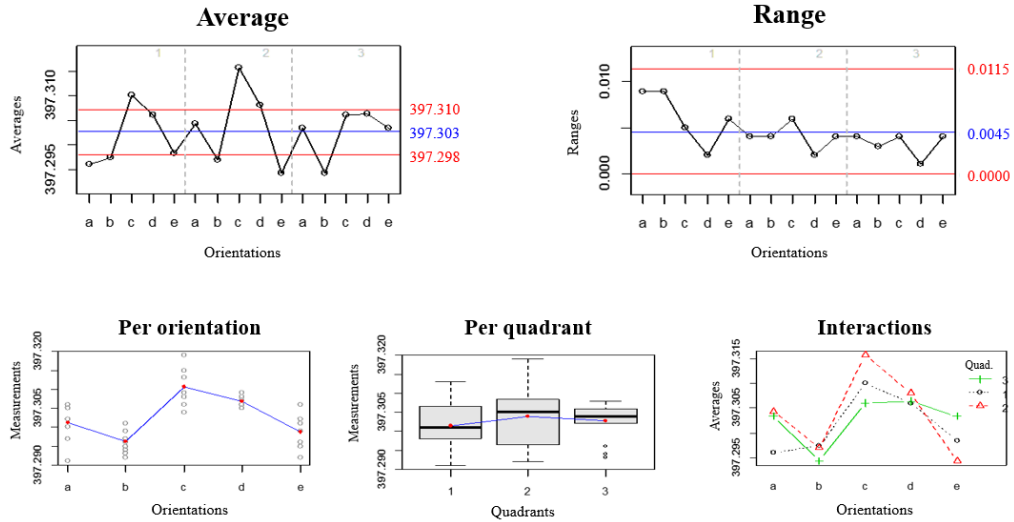 Average
Range
1 2 3
Averages
397.295 397.310
397.310
397.303
397.298
a b c d e a b c d e a b c d e
Orientations
1 2 3
Ranges
0.000 0.010
0.0115
0.0045
0.0000
a b c d e a b c d e a b c d e
Orientations
Per orientation
Measurements
397.290 397.305 397.320
a b c d e
Orientations
Per quadrant
Measurements
397.290 397.305 397.320
1 2 3
Quadrants
Interactions
Averages
397.295 397.305 397.315
Quad.
3
1
2
a b c d e
Orientations